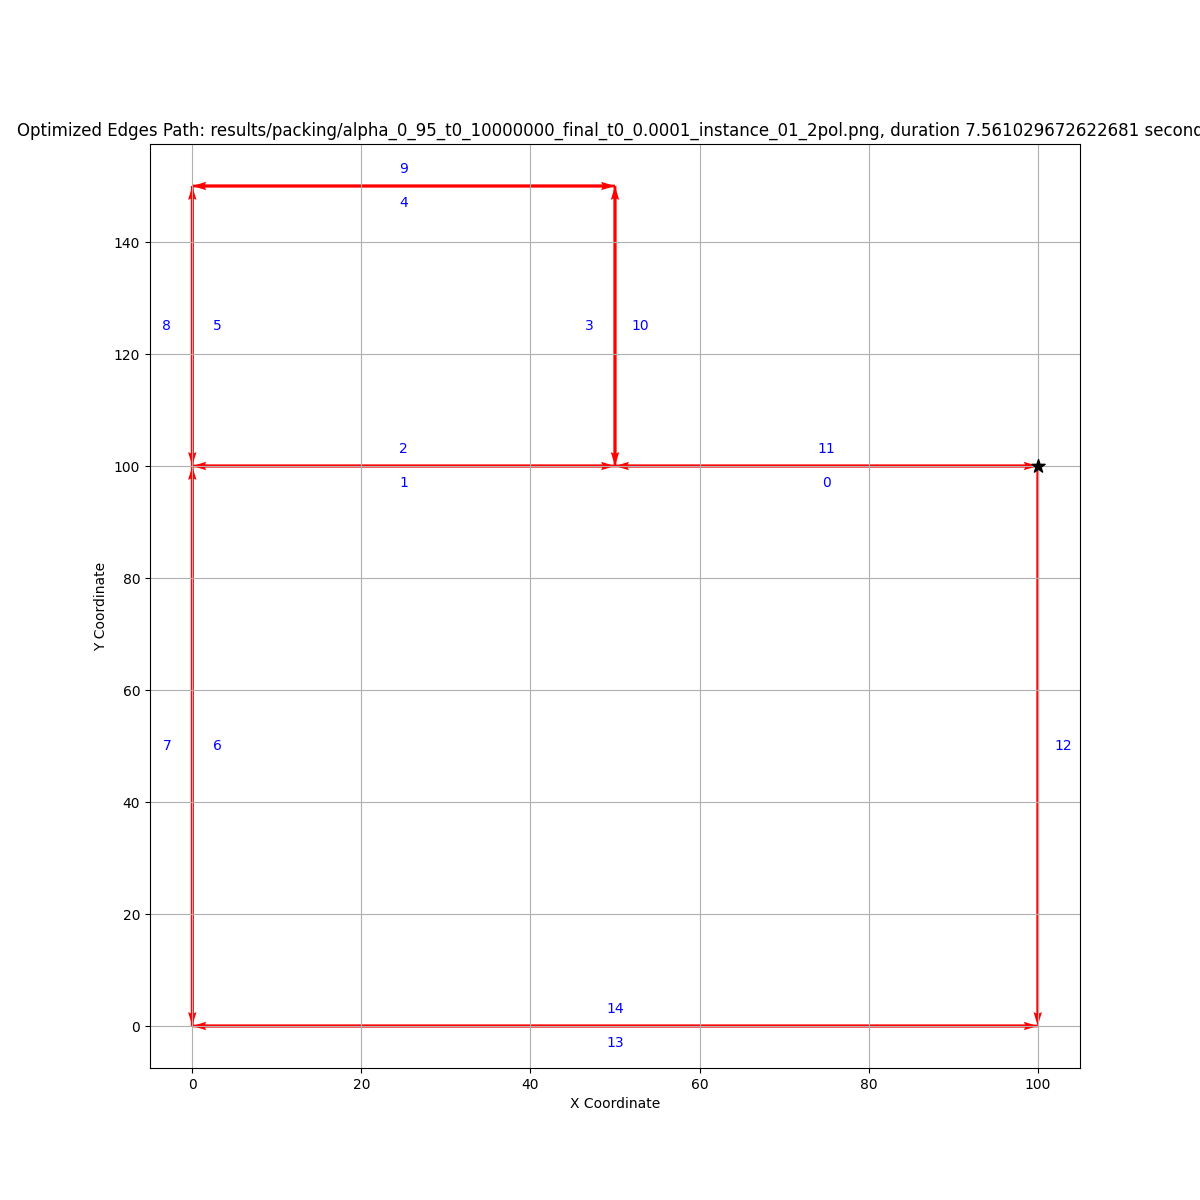 Optimized Edges Path: results/packing/alpha_0_95_t0_10000000_final_t0_0.0001_instance_01_2pol.png, duration 7.561029672622681 secon
9
4
140
8 5 3 10
120
2 11
100
1 0
80
Y Coordinate
60
7 6 12
40
20
14
0
13
0 20 40 60 80 100
X Coordinate